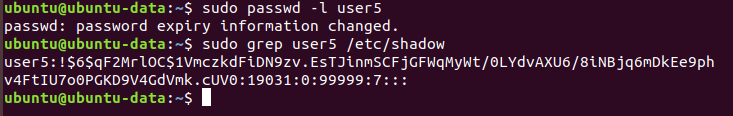 ubuntu@ubuntu-data:~$ sudo passwd -l user5
passwd: password expiry information changed.
ubuntu@ubuntu-data:~$ sudo grep user5 /etc/shadow
user5:!$6$qF2MrlOC$1VmczkdFiDN9zv.EsTJinmSCFjGFWqMyWt/0LYdvAXU6/8iNBjq6mDkEe9ph
v4FtIU7o0PGKD9V4GdVmk.cUV0:19031:0:99999:7:::
ubuntu@ubuntu-data:~$